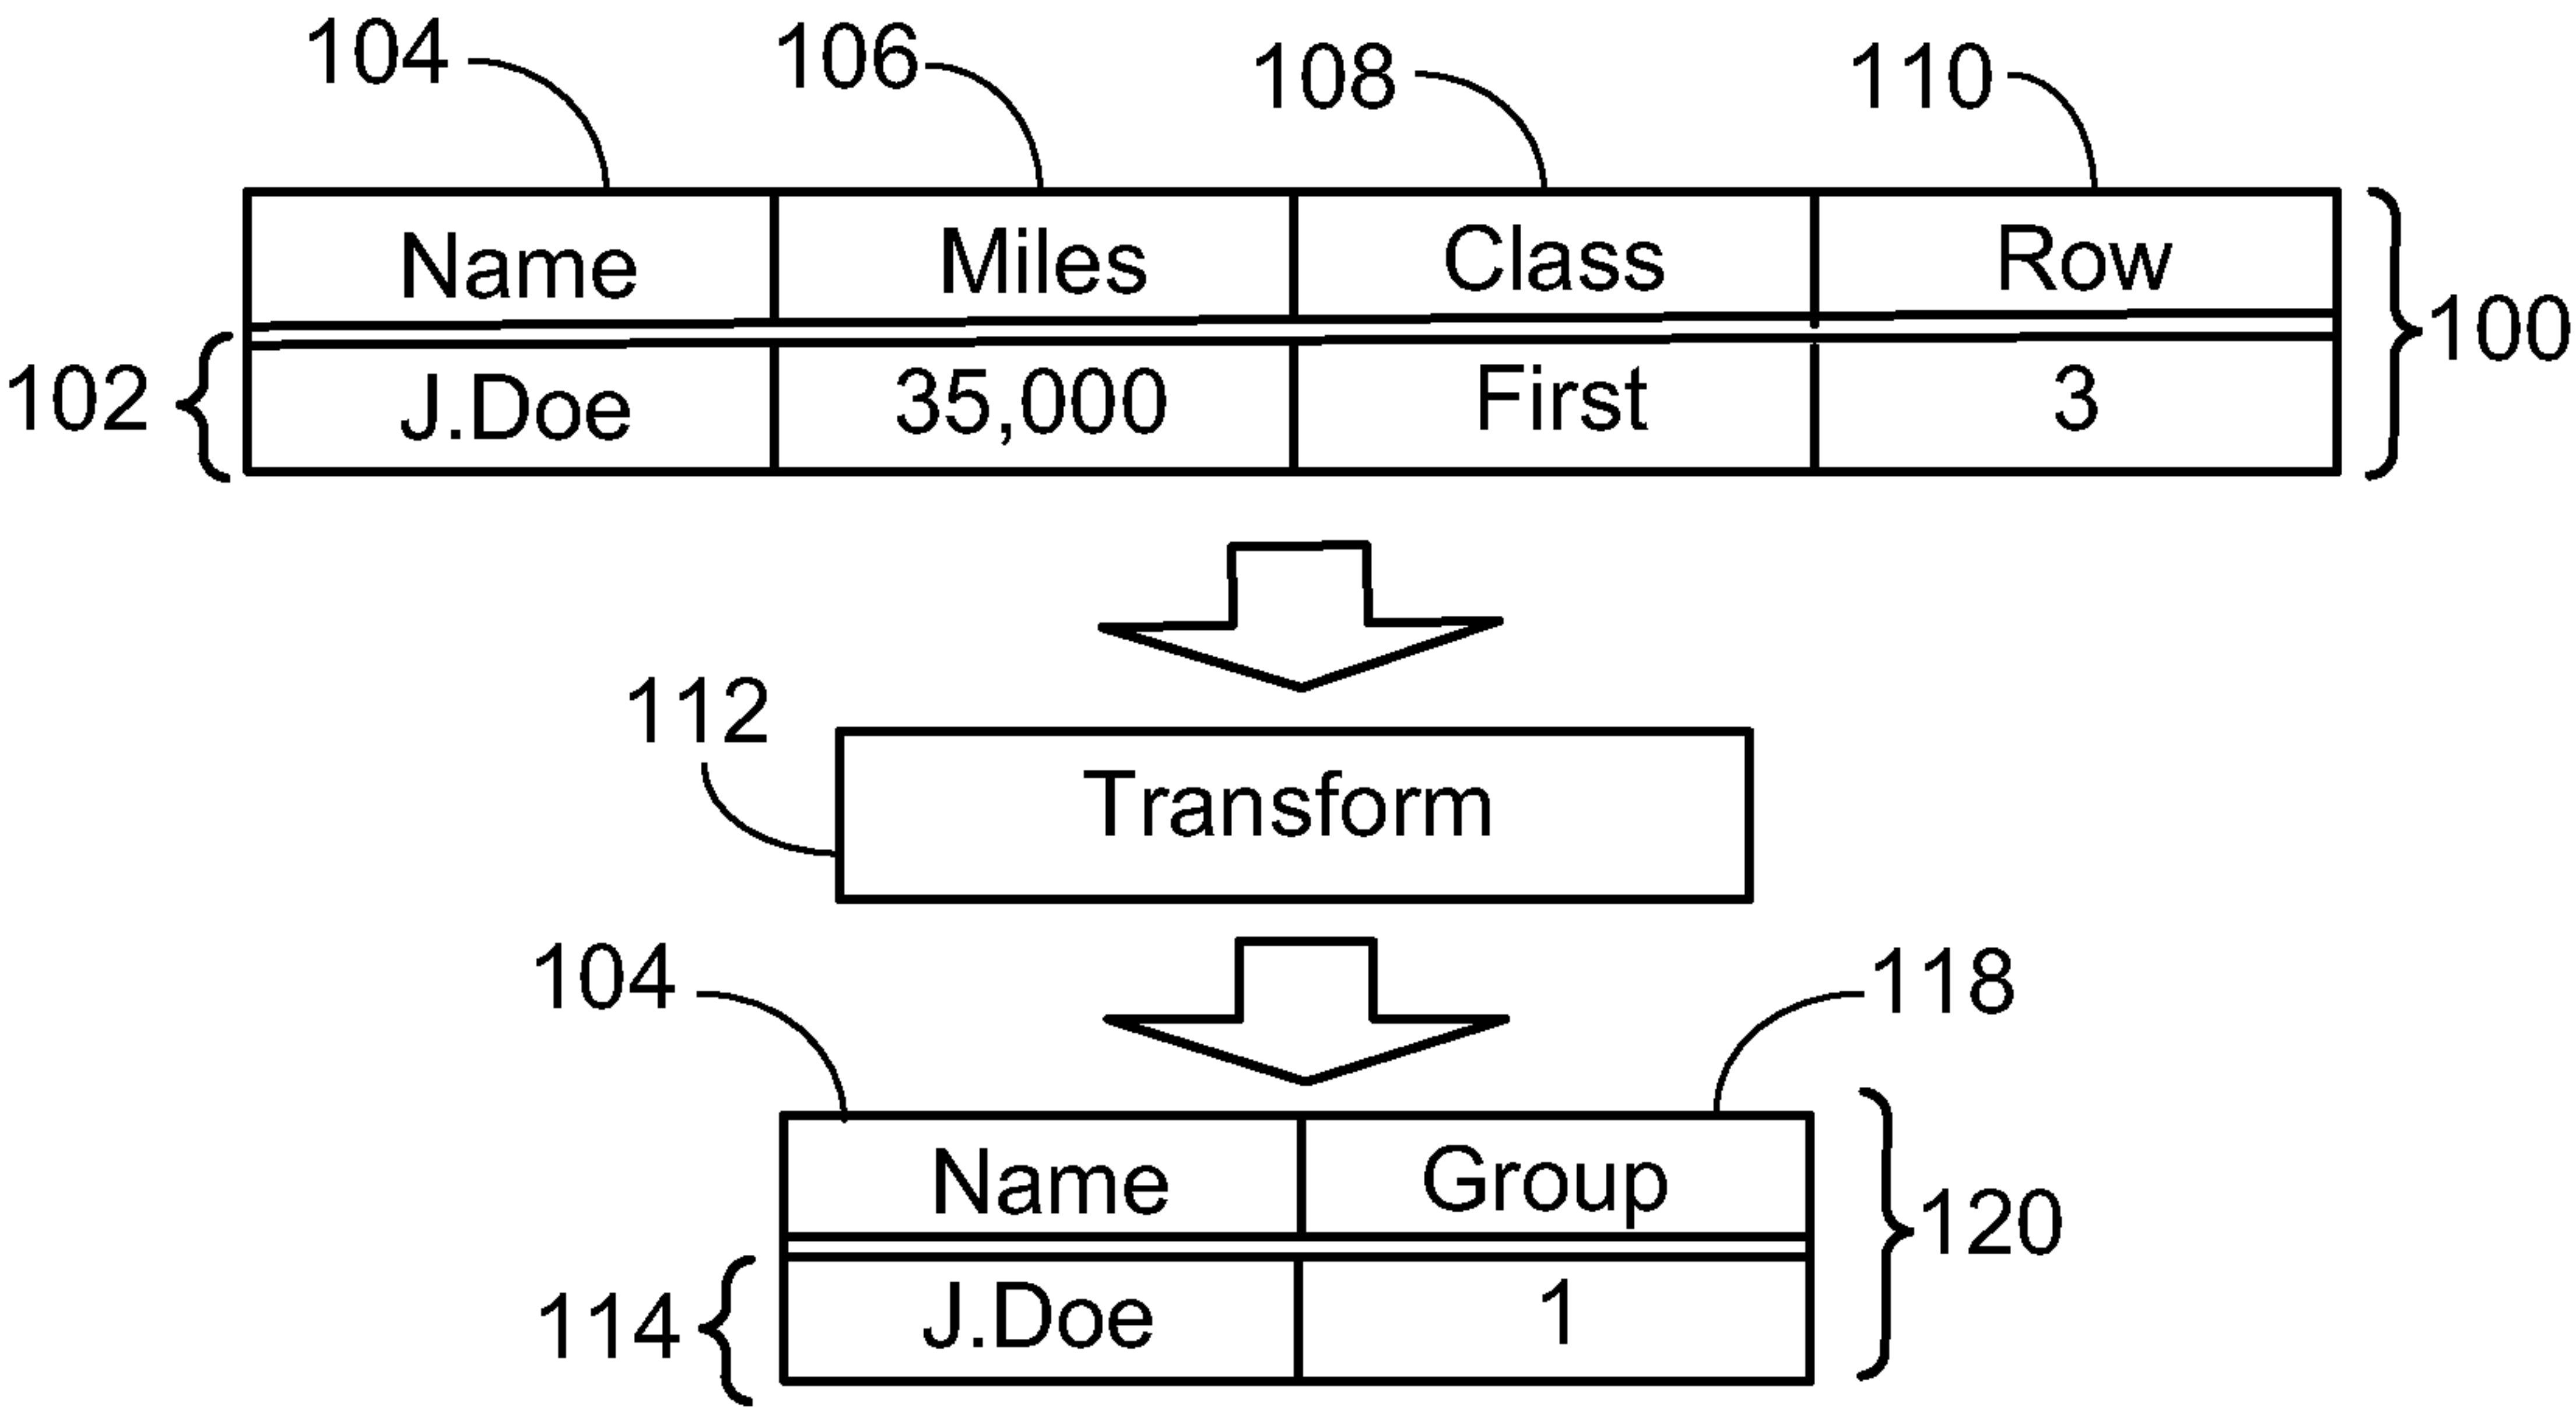 104 106 108 110
Name Miles Class Row
100
102
J.Doe 35,000 First 3
112
Transform
104 118
Name Group
120
114
J.Doe 1